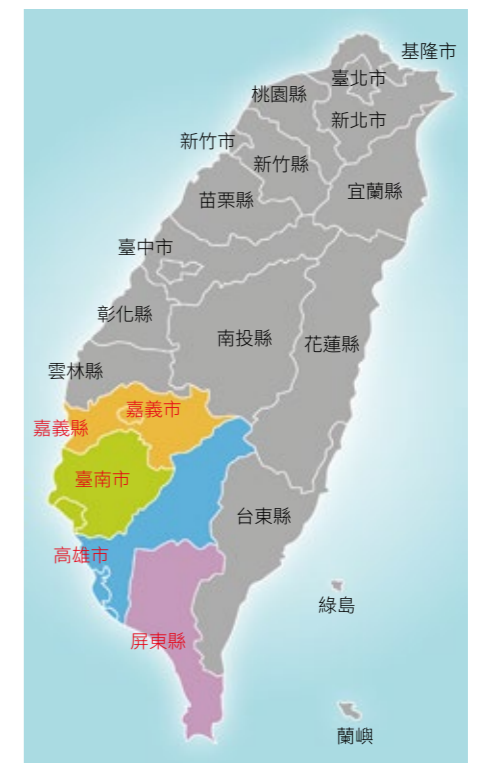 基隆市
臺北市
桃園縣
新北市
新竹市
新竹縣
宜蘭縣
苗栗縣
臺中市
彰化縣
南投縣
花蓮縣
雲林縣
嘉義市
嘉義縣
臺南市
台東縣
高雄市
綠島
屏東縣
蘭嶼